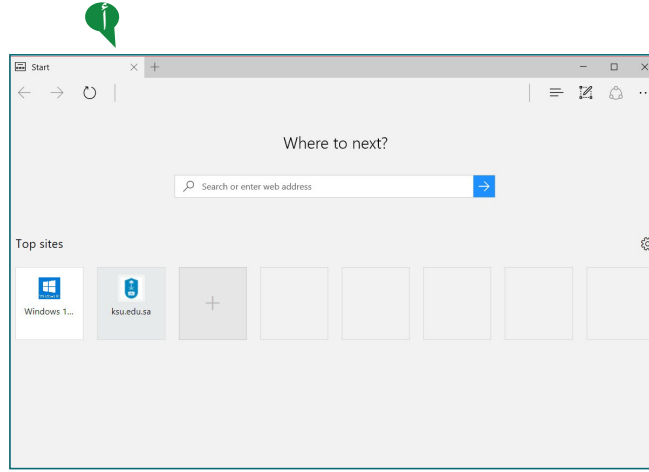 أ
Start
Where to next?
Search or enter web address
Top sites
Windows 1...
ksu.edu.sa